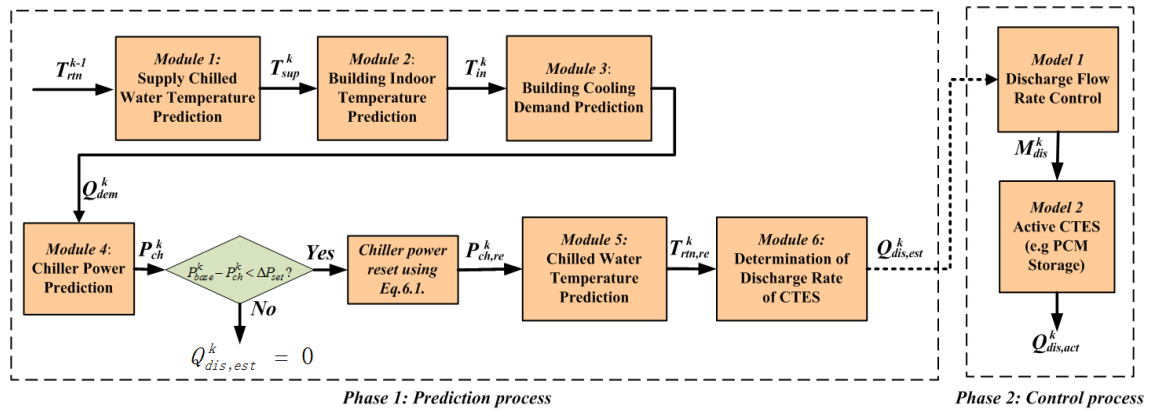 T_rtn^k-1
Module 1:
Supply Chilled
Water Temperature
Prediction
T_sup^k
Module 2:
Building Indoor
Temperature
Prediction
T_in^k
Module 3:
Building Cooling
Demand Prediction
Q_dem^k
Module 4:
Chiller Power
Prediction
P_ch^k
P_base^k – P_ch^k < ΔP_set?
Yes
No
Q_dis,est^k = 0
Chiller power
reset using
Eq.6.1.
P_ch,re^k
Module 5:
Chilled Water
Temperature
Prediction
T_rtn,re^k
Module 6:
Determination of
Discharge Rate
of CTES
Q_dis,est^k
Phase 1: Prediction process
Model 1
Discharge Flow
Rate Control
M_dis^k
Model 2
Active CTES
(e.g PCM
Storage)
Q_dis,act^k
Phase 2: Control process